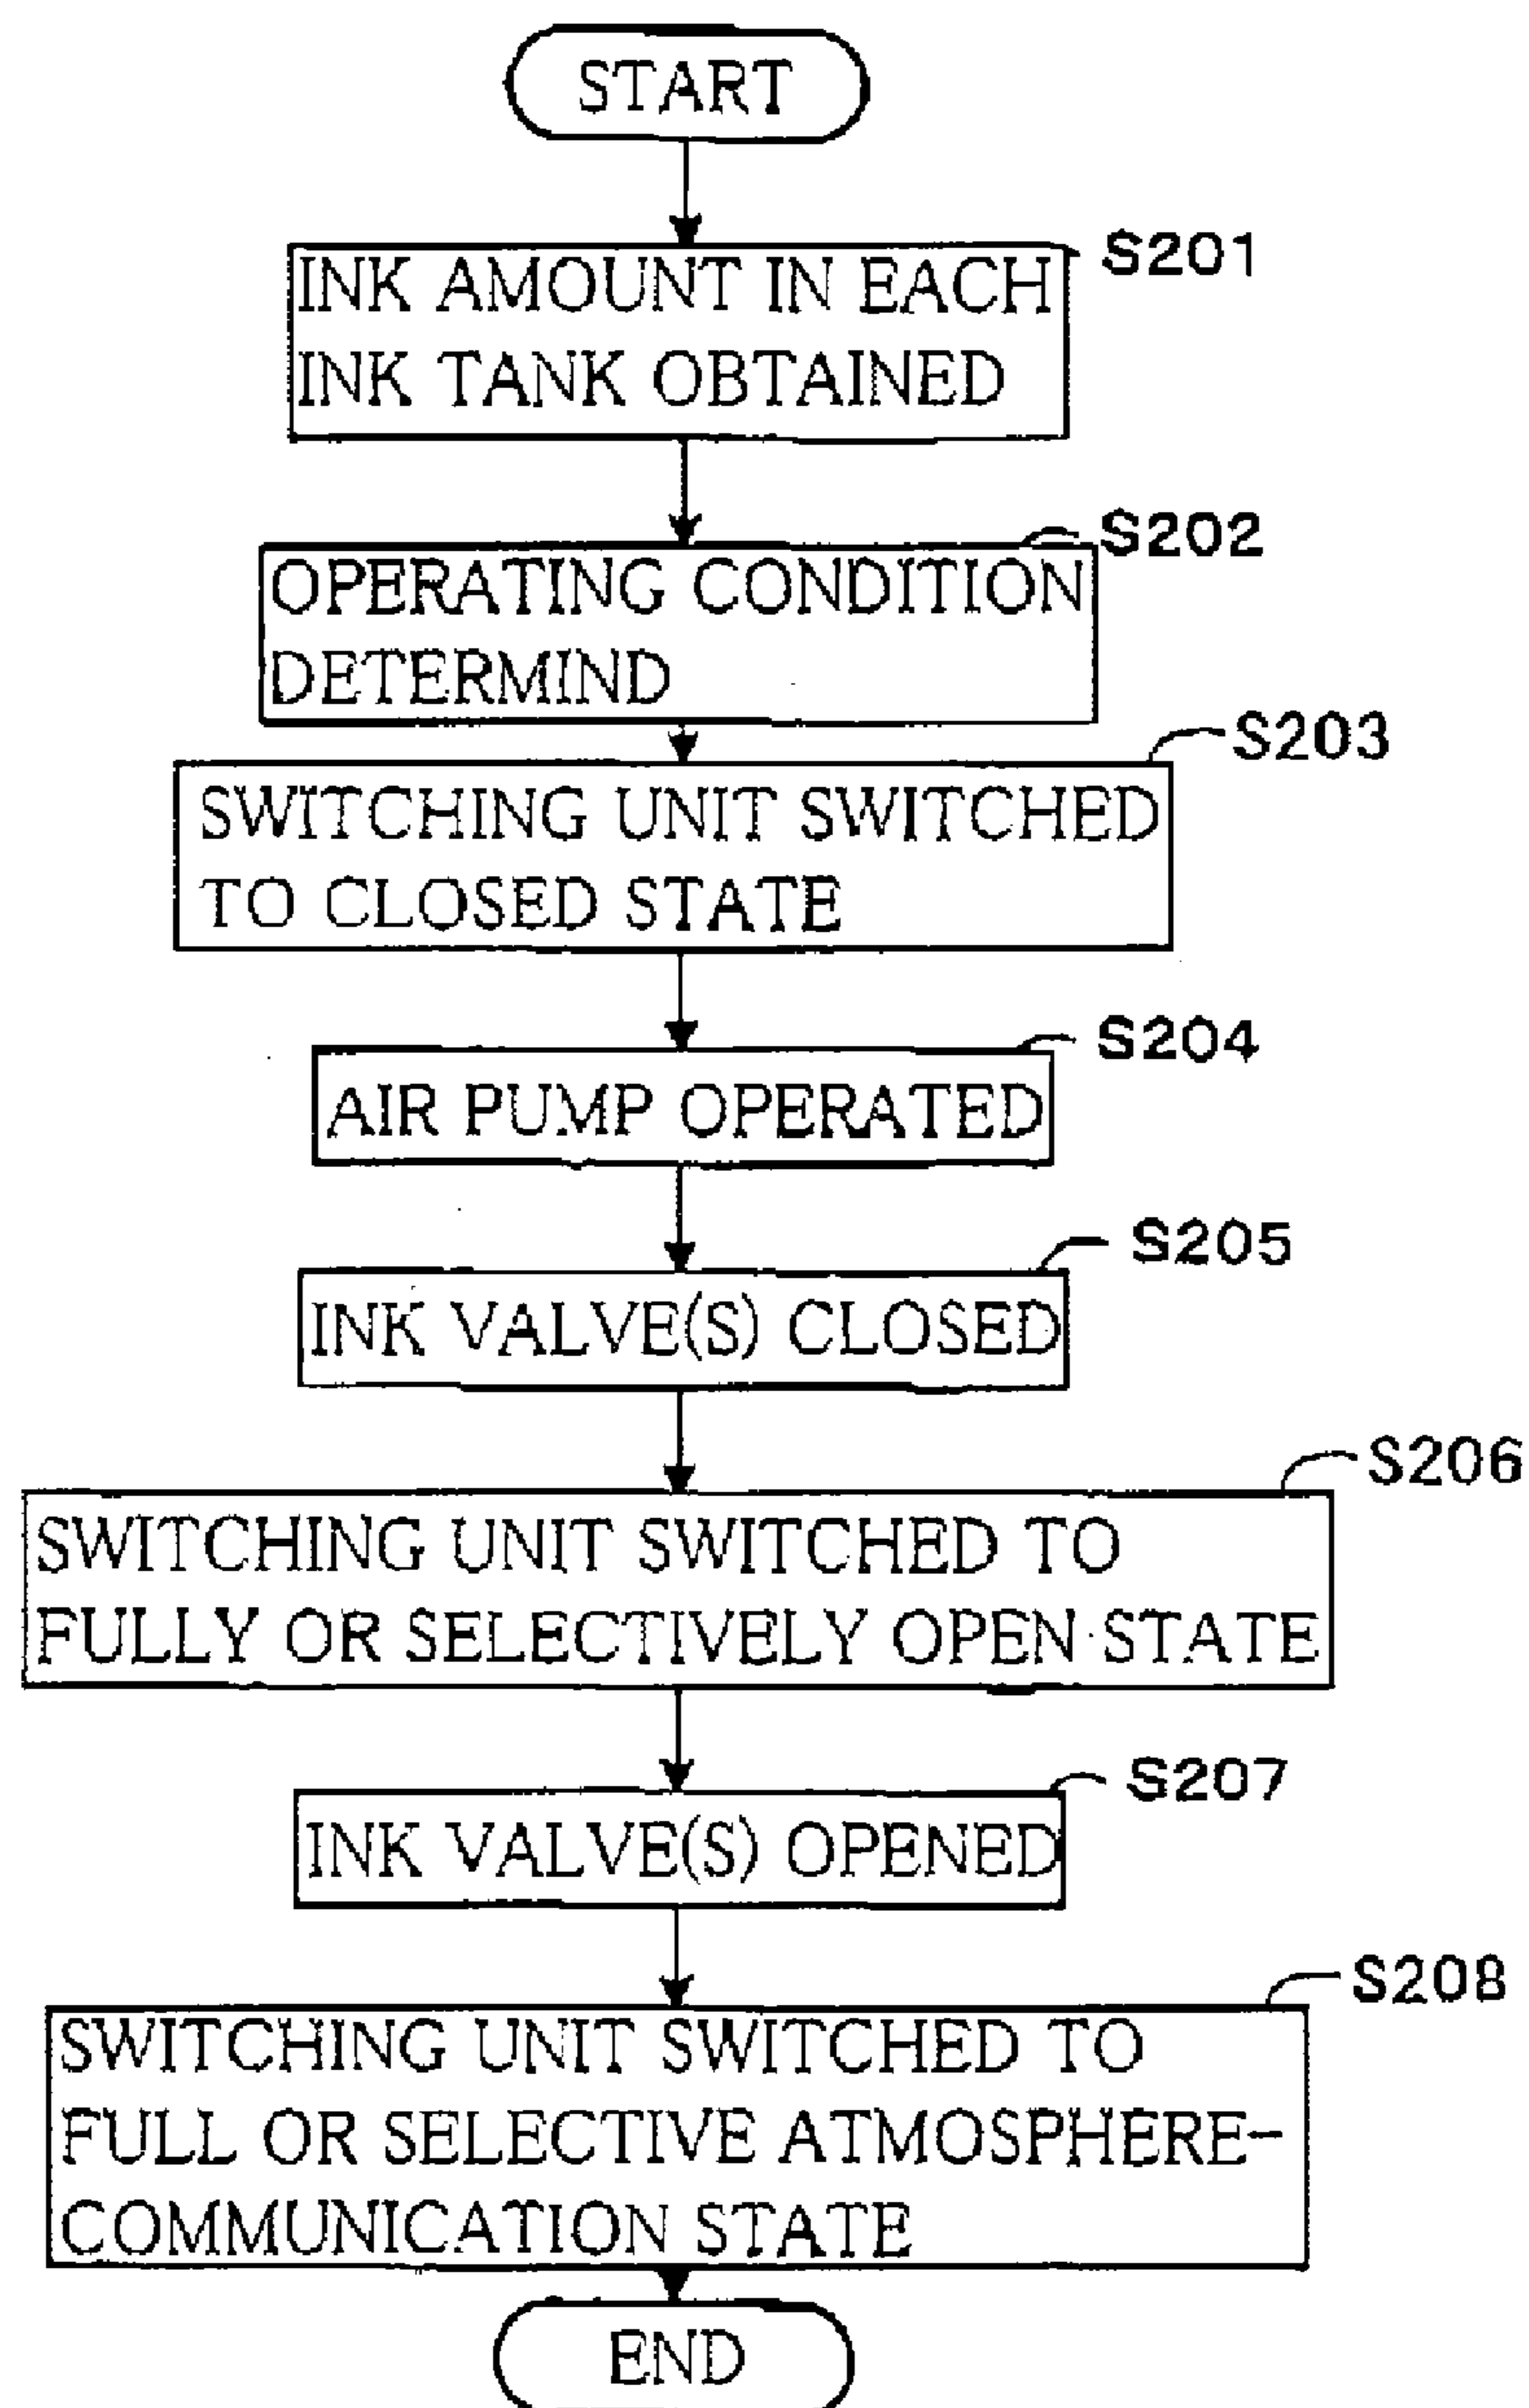 START
S201
INK AMOUNT IN EACH
INK TANK OBTAINED
S202
OPERATING CONDITION
DETERMIND
S203
SWITCHING UNIT SWITCHED
TO CLOSED STATE
S204
AIR PUMP OPERATED
S205
INK VALVE(S) CLOSED
S206
SWITCHING UNIT SWITCHED TO
FULLY OR SELECTIVELY OPEN STATE
S207
INK VALVE(S) OPENED
S208
SWITCHING UNIT SWITCHED TO
FULL OR SELECTIVE ATMOSPHERE-
COMMUNICATION STATE
END